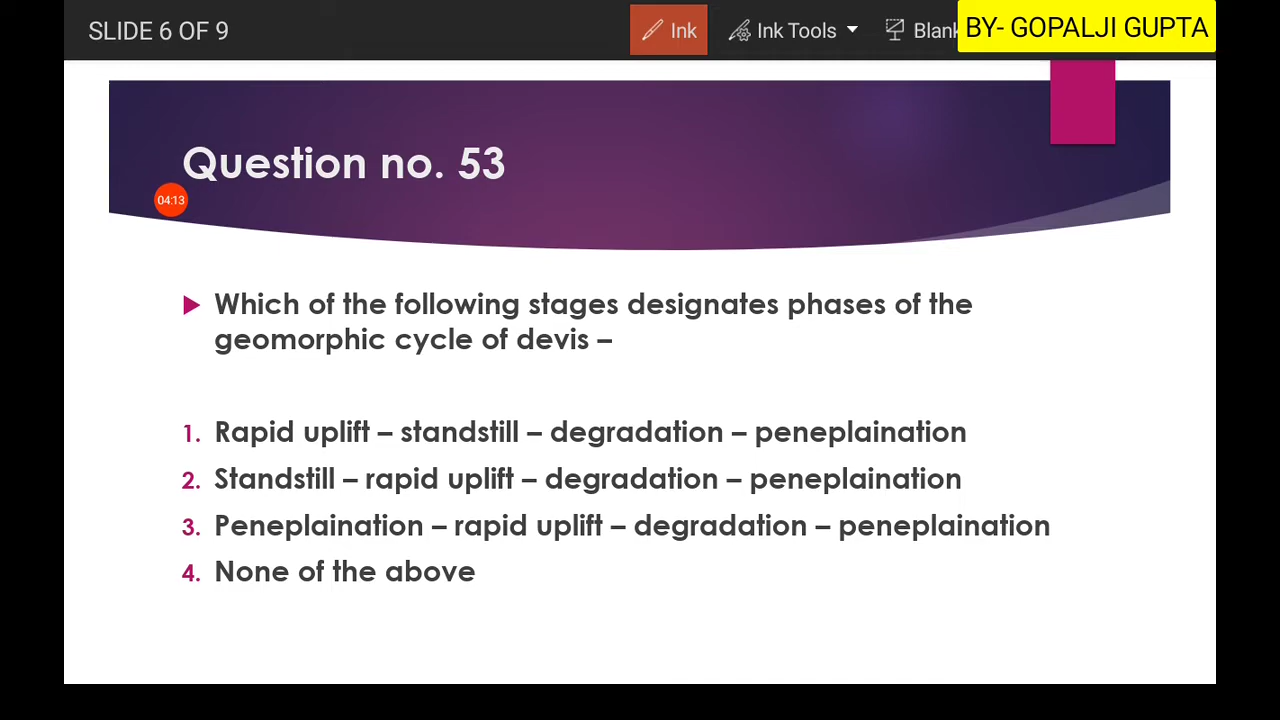 SLIDE 6 OF 9
Ink
Ink Tools
Blank
BY- GOPALJI GUPTA
Question no. 53
04:13
Which of the following stages designates phases of the
geomorphic cycle of devis –
1. Rapid uplift – standstill – degradation – peneplaination
2. Standstill – rapid uplift – degradation – peneplaination
3. Peneplaination – rapid uplift – degradation – peneplaination
4. None of the above